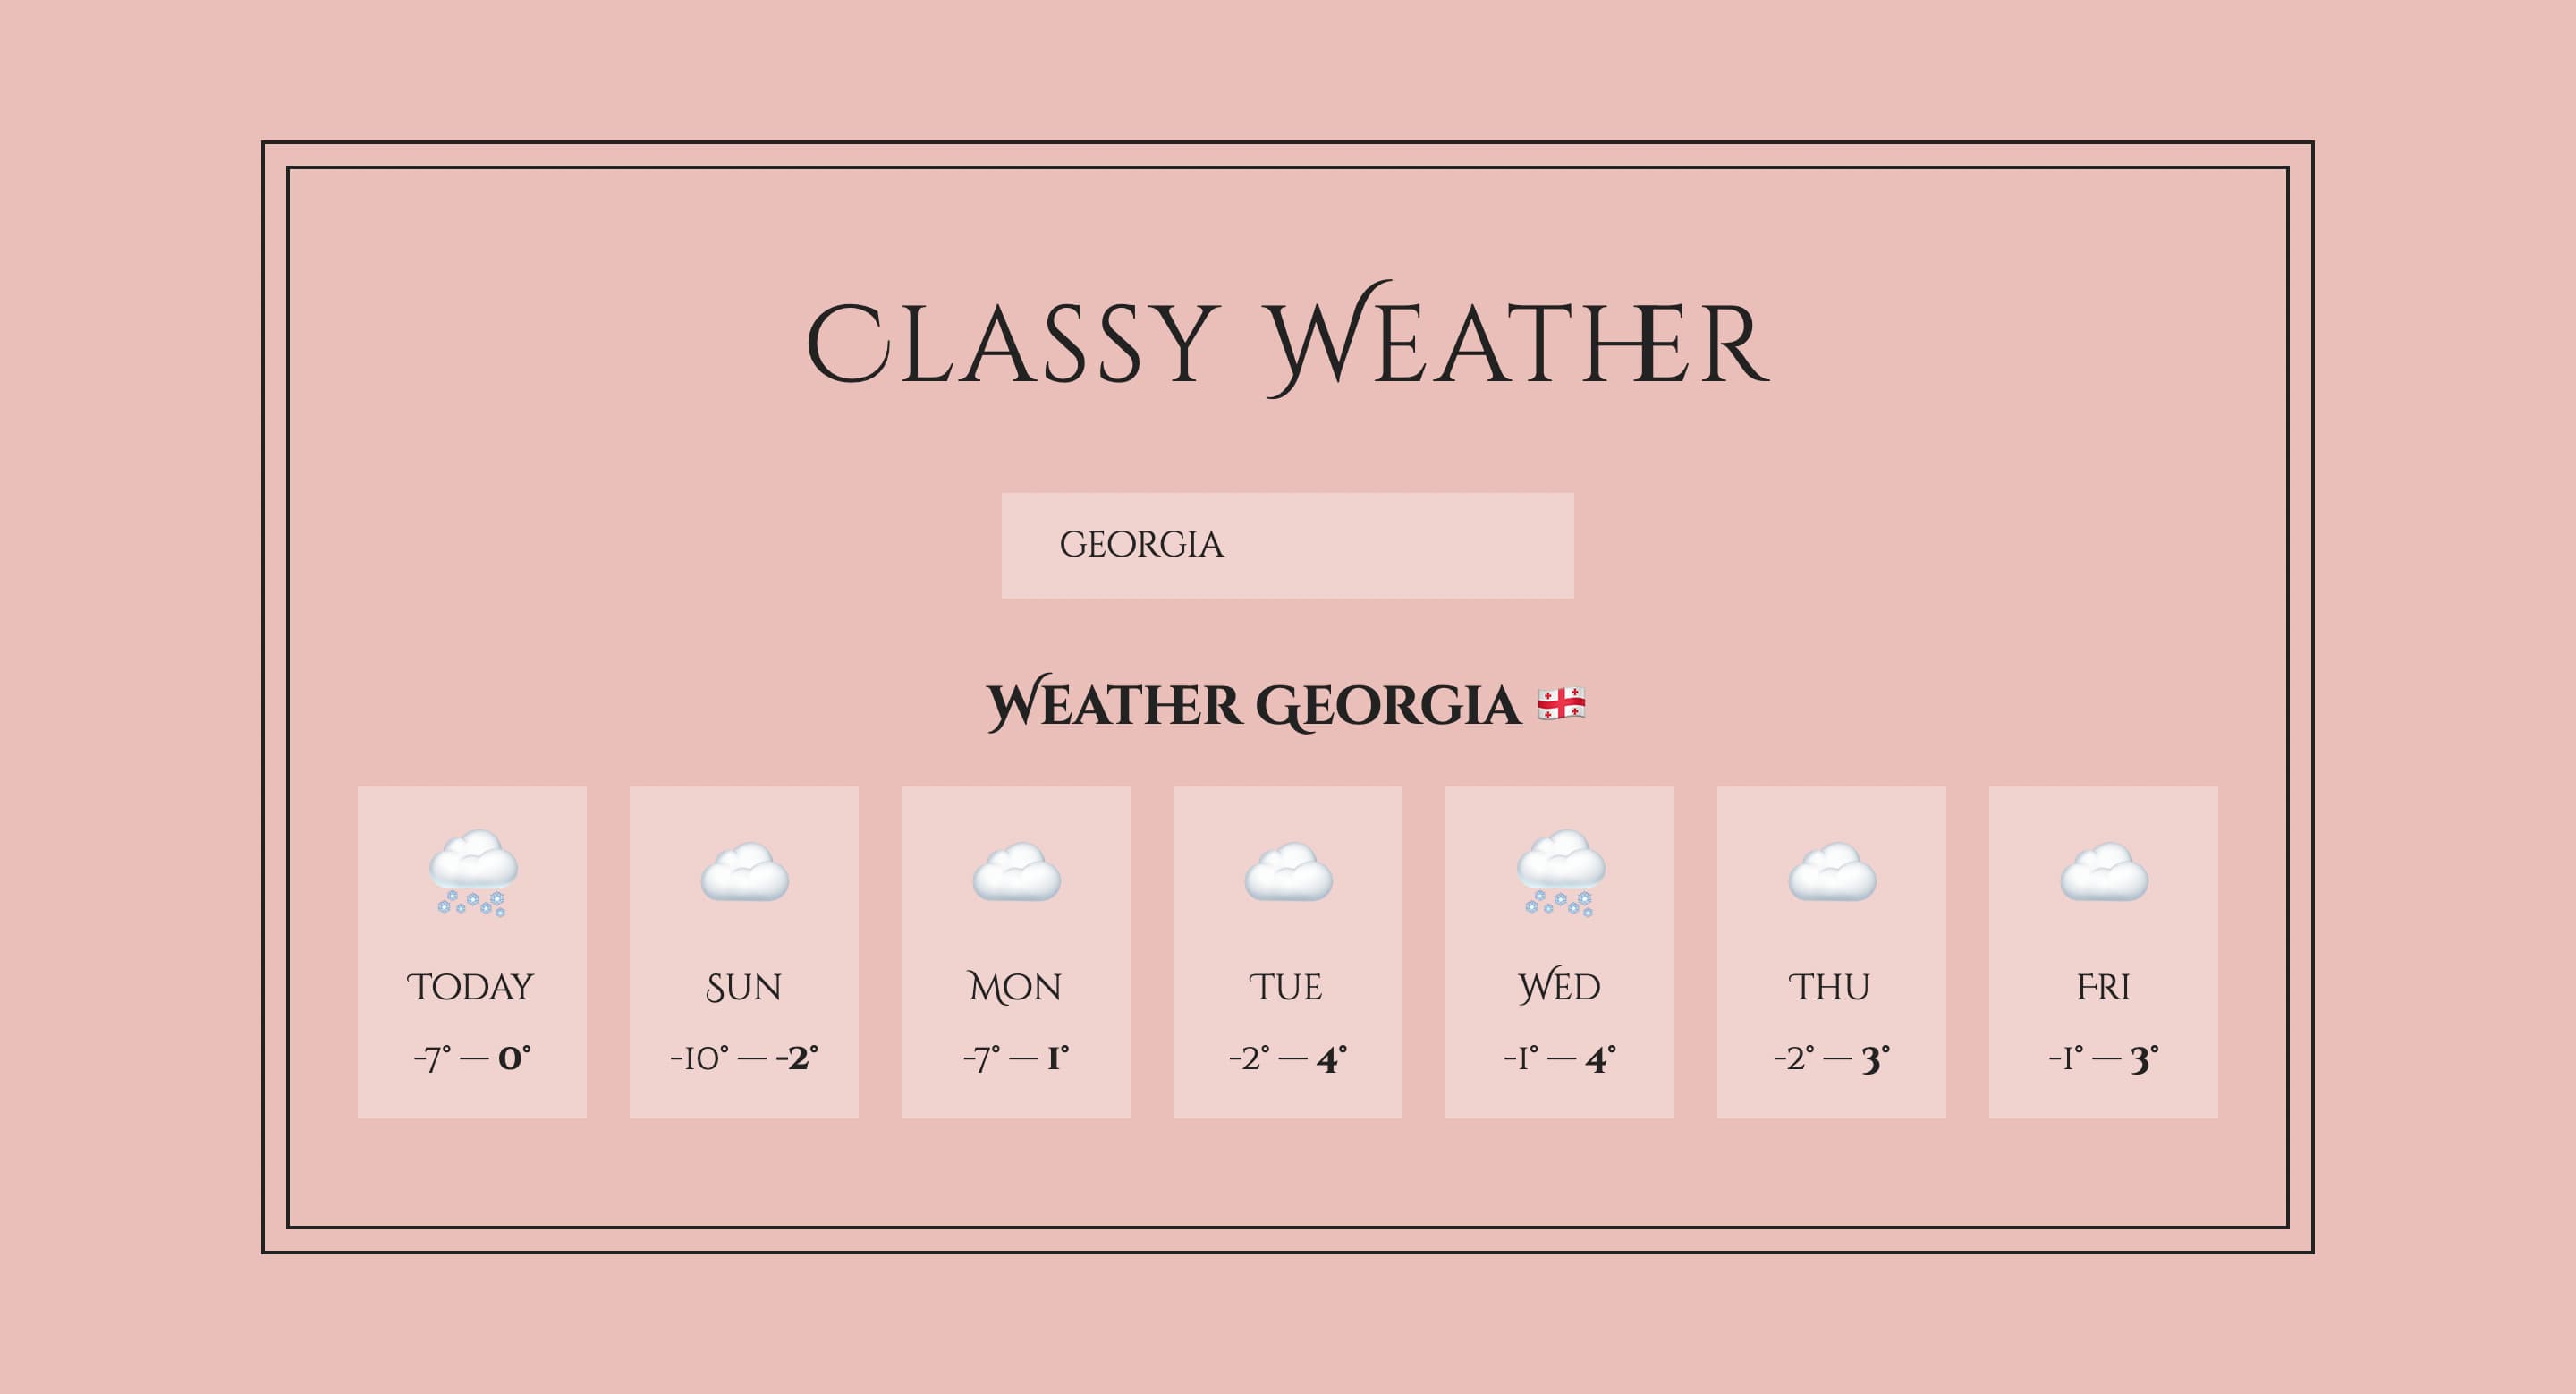 Classy Weather
GEORGIA
Weather Georgia 🇬🇪
Today Sun Mon Tue Wed Thu Fri
-7° — 0° -10° — -2° -7° — 1° -2° — 4° -1° — 4° -2° — 3° -1° — 3°